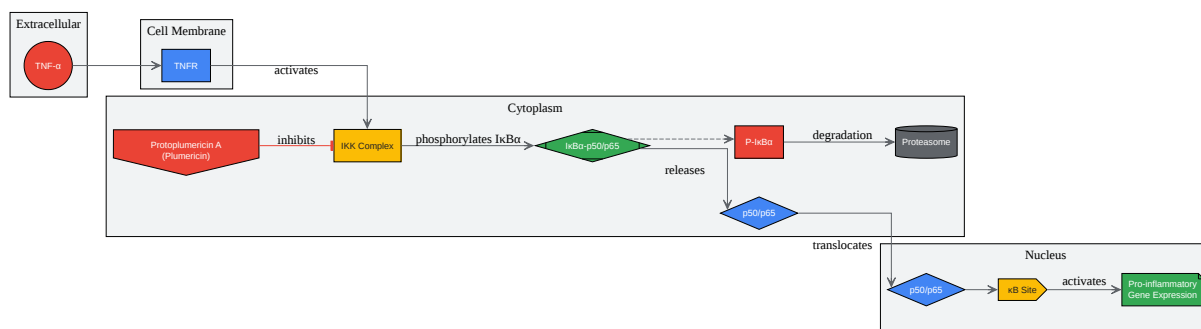 Extracellular
TNF-α
Cell Membrane
TNFR
activates
Cytoplasm
Protoplumericin A
(Plumericin)
inhibits
IKK Complex
phosphorylates IκBα
IκBα-p50/p65
P-IκBα
degradation
Proteasome
releases
p50/p65
translocates
Nucleus
p50/p65
κB Site
activates
Pro-inflammatory
Gene Expression